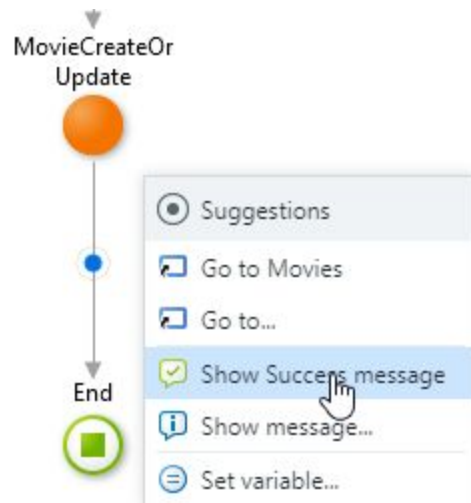 MovieCreateOr
Update
Suggestions
Go to Movies
Go to...
Show Success message
End
Show message...
Set variable...